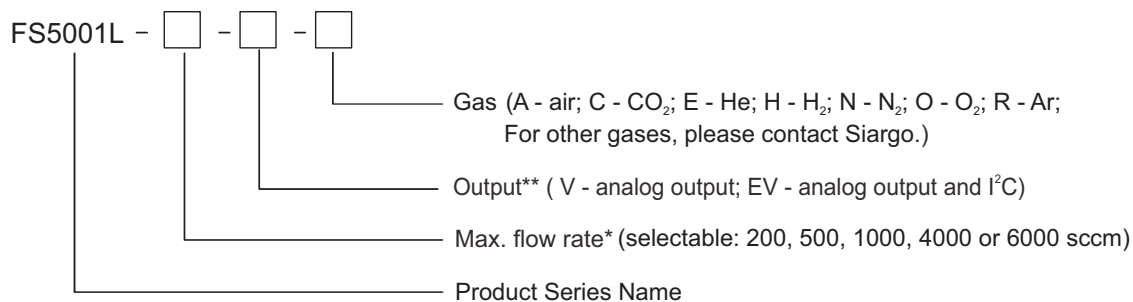 FS5001L - □ - □ - □
Gas (A - air; C - CO₂; E - He; H - H₂; N - N₂; O - O₂; R - Ar;
For other gases, please contact Siargo.)
Output** ( V - analog output; EV - analog output and I²C)
Max. flow rate* (selectable: 200, 500, 1000, 4000 or 6000 sccm)
Product Series Name